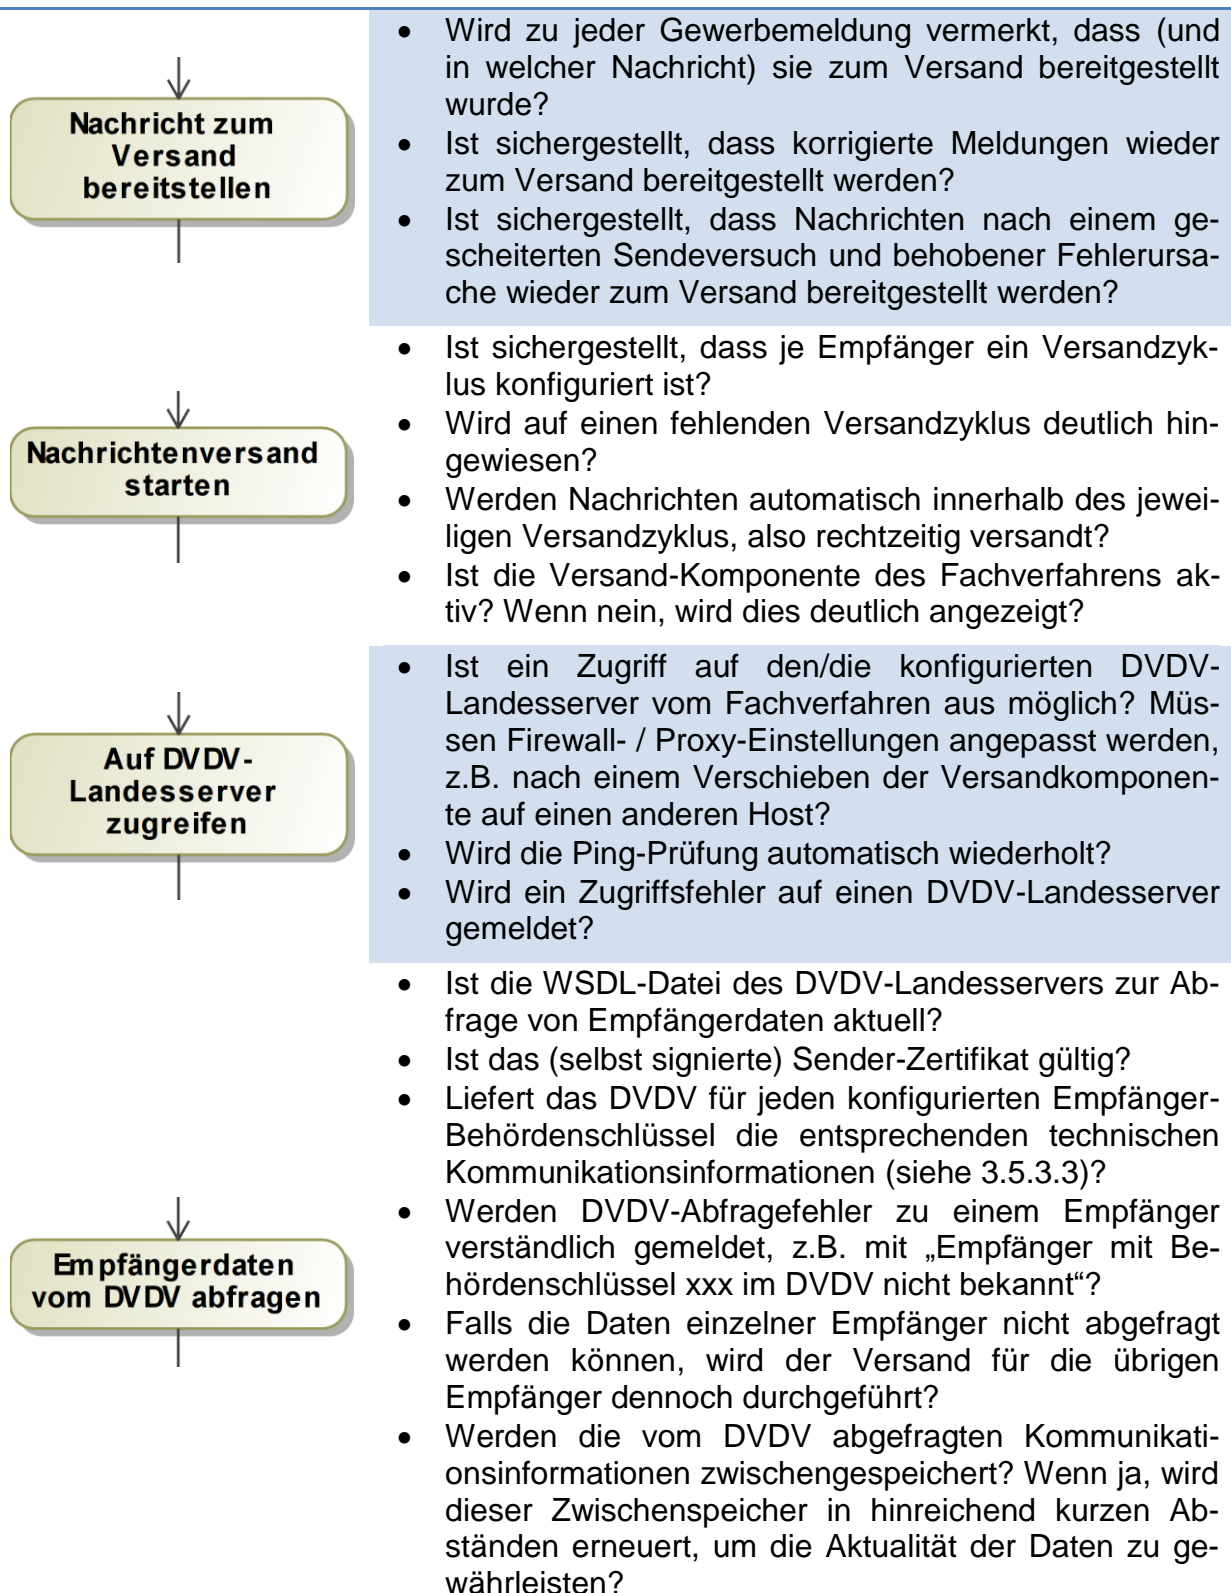 Nachricht zum
Versand
bereitstellen
• Wird zu jeder Gewerbemeldung vermerkt, dass (und
in welcher Nachricht) sie zum Versand bereitgestellt
wurde?
• Ist sichergestellt, dass korrigierte Meldungen wieder
zum Versand bereitgestellt werden?
• Ist sichergestellt, dass Nachrichten nach einem ge-
scheiterten Sendeversuch und behobener Fehlerursa-
che wieder zum Versand bereitgestellt werden?
Nachrichtenversand
starten
• Ist sichergestellt, dass je Empfänger ein Versandzyk-
lus konfiguriert ist?
• Wird auf einen fehlenden Versandzyklus deutlich hin-
gewiesen?
• Werden Nachrichten automatisch innerhalb des jewei-
ligen Versandzyklus, also rechtzeitig versandt?
• Ist die Versand-Komponente des Fachverfahrens ak-
tiv? Wenn nein, wird dies deutlich angezeigt?
Auf DVDV-
Landesserver
zugreifen
• Ist ein Zugriff auf den/die konfigurierten DVDV-
Landesserver vom Fachverfahren aus möglich? Müs-
sen Firewall- / Proxy-Einstellungen angepasst werden,
z.B. nach einem Verschieben der Versandkomponen-
te auf einen anderen Host?
• Wird die Ping-Prüfung automatisch wiederholt?
• Wird ein Zugriffsfehler auf einen DVDV-Landesserver
gemeldet?
Empfängerdaten
vom DVDV abfragen
• Ist die WSDL-Datei des DVDV-Landesservers zur Ab-
frage von Empfängerdaten aktuell?
• Ist das (selbst signierte) Sender-Zertifikat gültig?
• Liefert das DVDV für jeden konfigurierten Empfänger-
Behördenschlüssel die entsprechenden technischen
Kommunikationsinformationen (siehe 3.5.3.3)?
• Werden DVDV-Abfragefehler zu einem Empfänger
verständlich gemeldet, z.B. mit „Empfänger mit Be-
hördenschlüssel xxx im DVDV nicht bekannt“?
• Falls die Daten einzelner Empfänger nicht abgefragt
werden können, wird der Versand für die übrigen
Empfänger dennoch durchgeführt?
• Werden die vom DVDV abgefragten Kommunikati-
onsinformationen zwischengespeichert? Wenn ja, wird
dieser Zwischenspeicher in hinreichend kurzen Ab-
ständen erneuert, um die Aktualität der Daten zu ge-
währleisten?